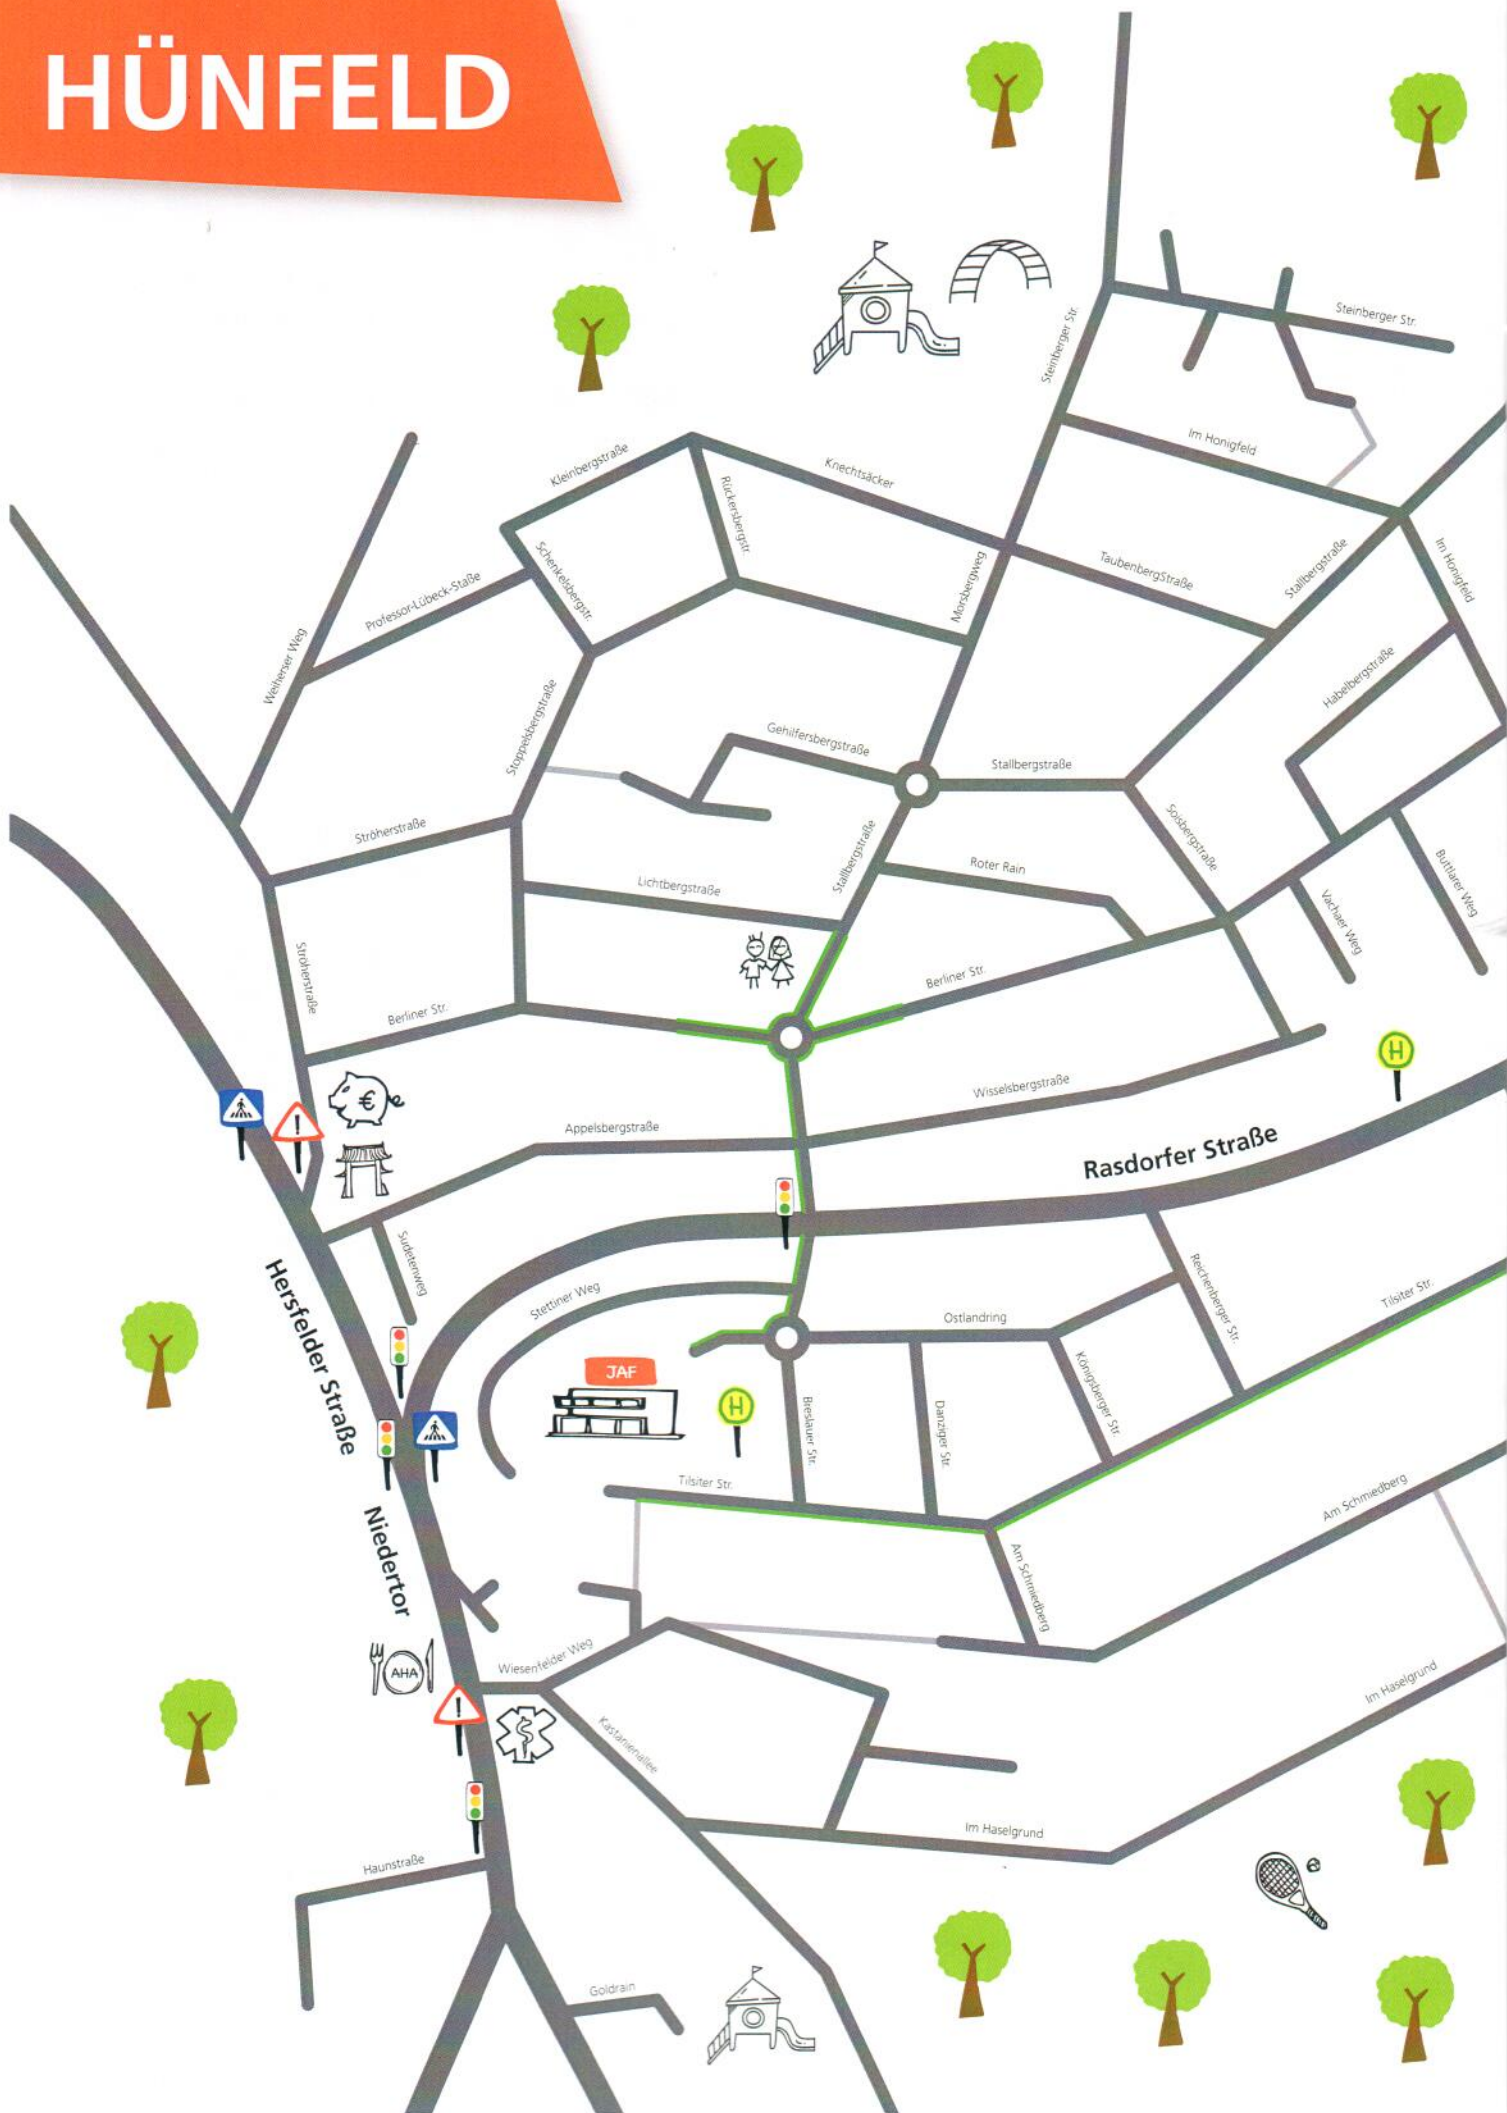 HÜNFELD
Steinberger Str.
Steinberger Str.
Im Honigfeld
Kleinbergstraße
Knechtsäcker
Rückersbergstr.
Schenkelsbergstr.
TaubenbergStraße
Stallbergstraße
Im Honigfeld
Professor-Lübeck-Staße
Morsbergweg
Weiherser Weg
Habelbergstraße
Stoppelsbergstraße
Gehilfersbergstraße
Stallbergstraße
Soisbergstraße
Ströherstraße
Stallbergstraße
Roter Rain
Lichtbergstraße
Buttlarer Weg
Vachaer Weg
Ströherstraße
Berliner Str.
Berliner Str.
H
€
Wisselsbergstraße
Appelsbergstraße
Rasdorfer Straße
Sudetenweg
Stettiner Weg
Hersfelder Straße
Ostlandring
Reichenberger Str.
Tilsiter Str.
JAF
H
Königsberger Str.
Breslauer Str.
Danziger Str.
Tilsiter Str.
Am Schmiedberg
Niedertor
Am Schmiedberg
Wiesenfelder Weg
AHA
Im Haselgrund
Kastanienallee
Im Haselgrund
Haunstraße
Goldrain